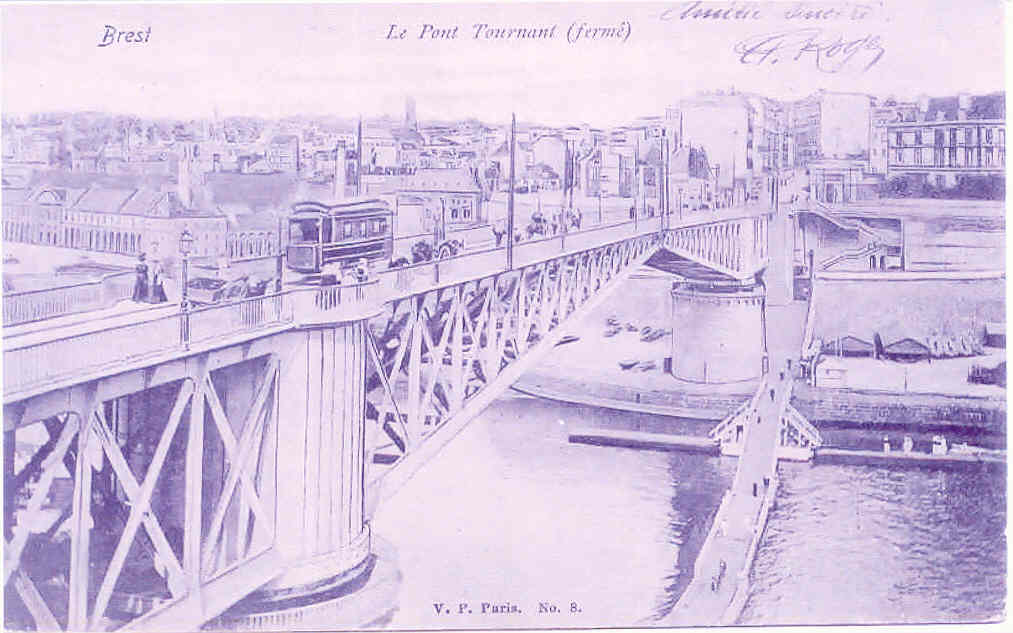 Brest
Le Pont Tournant (fermé)
Amitié sincère.
V. P. Paris. No. 8.